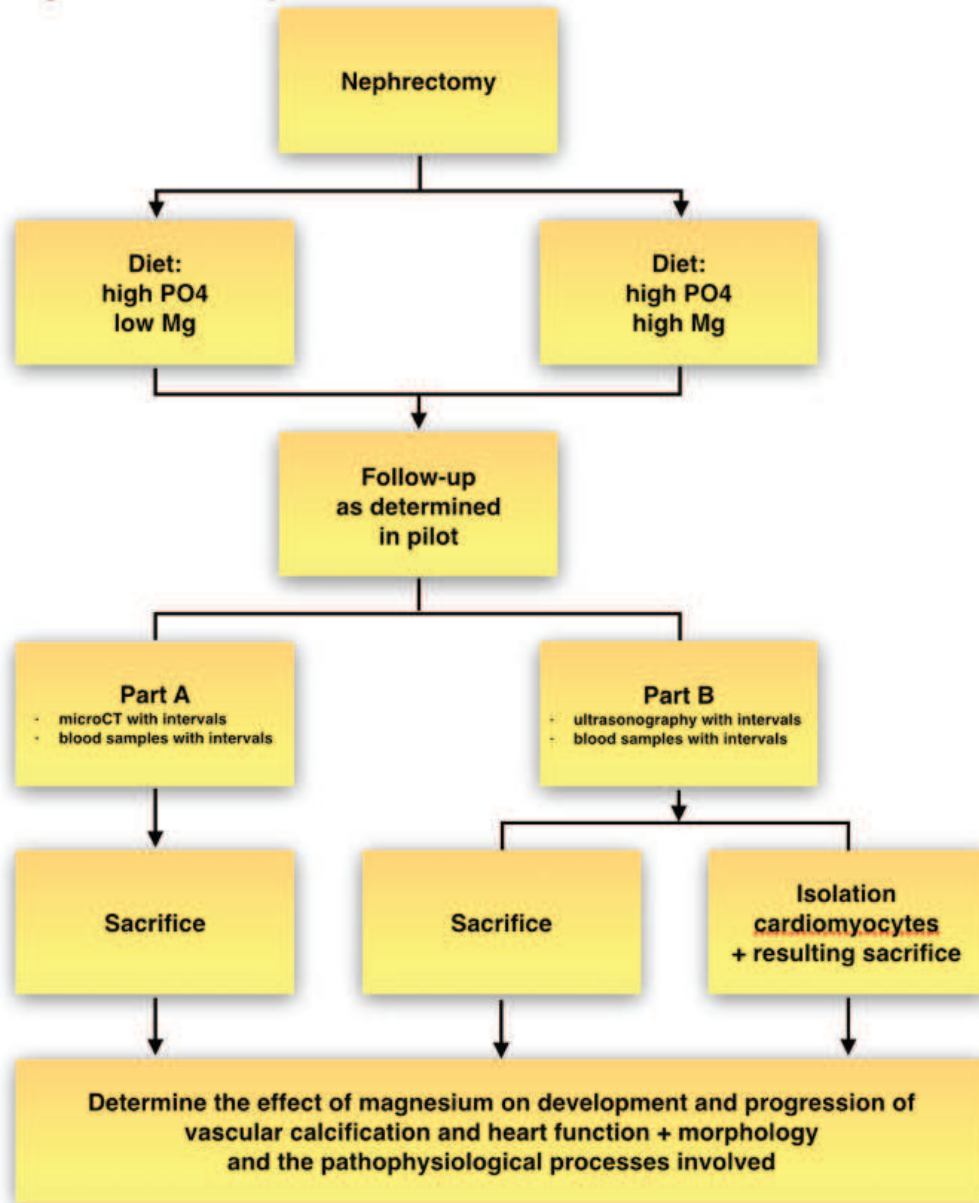 Nephrectomy
Diet:
high PO4
low Mg
Diet:
high PO4
high Mg
Follow-up
as determined
in pilot
Part A
- microCT with intervals
- blood samples with intervals
Part B
- ultrasonography with intervals
- blood samples with intervals
Sacrifice
Sacrifice
Isolation
cardiomyocytes
+ resulting sacrifice
Determine the effect of magnesium on development and progression of
vascular calcification and heart function + morphology
and the pathophysiological processes involved